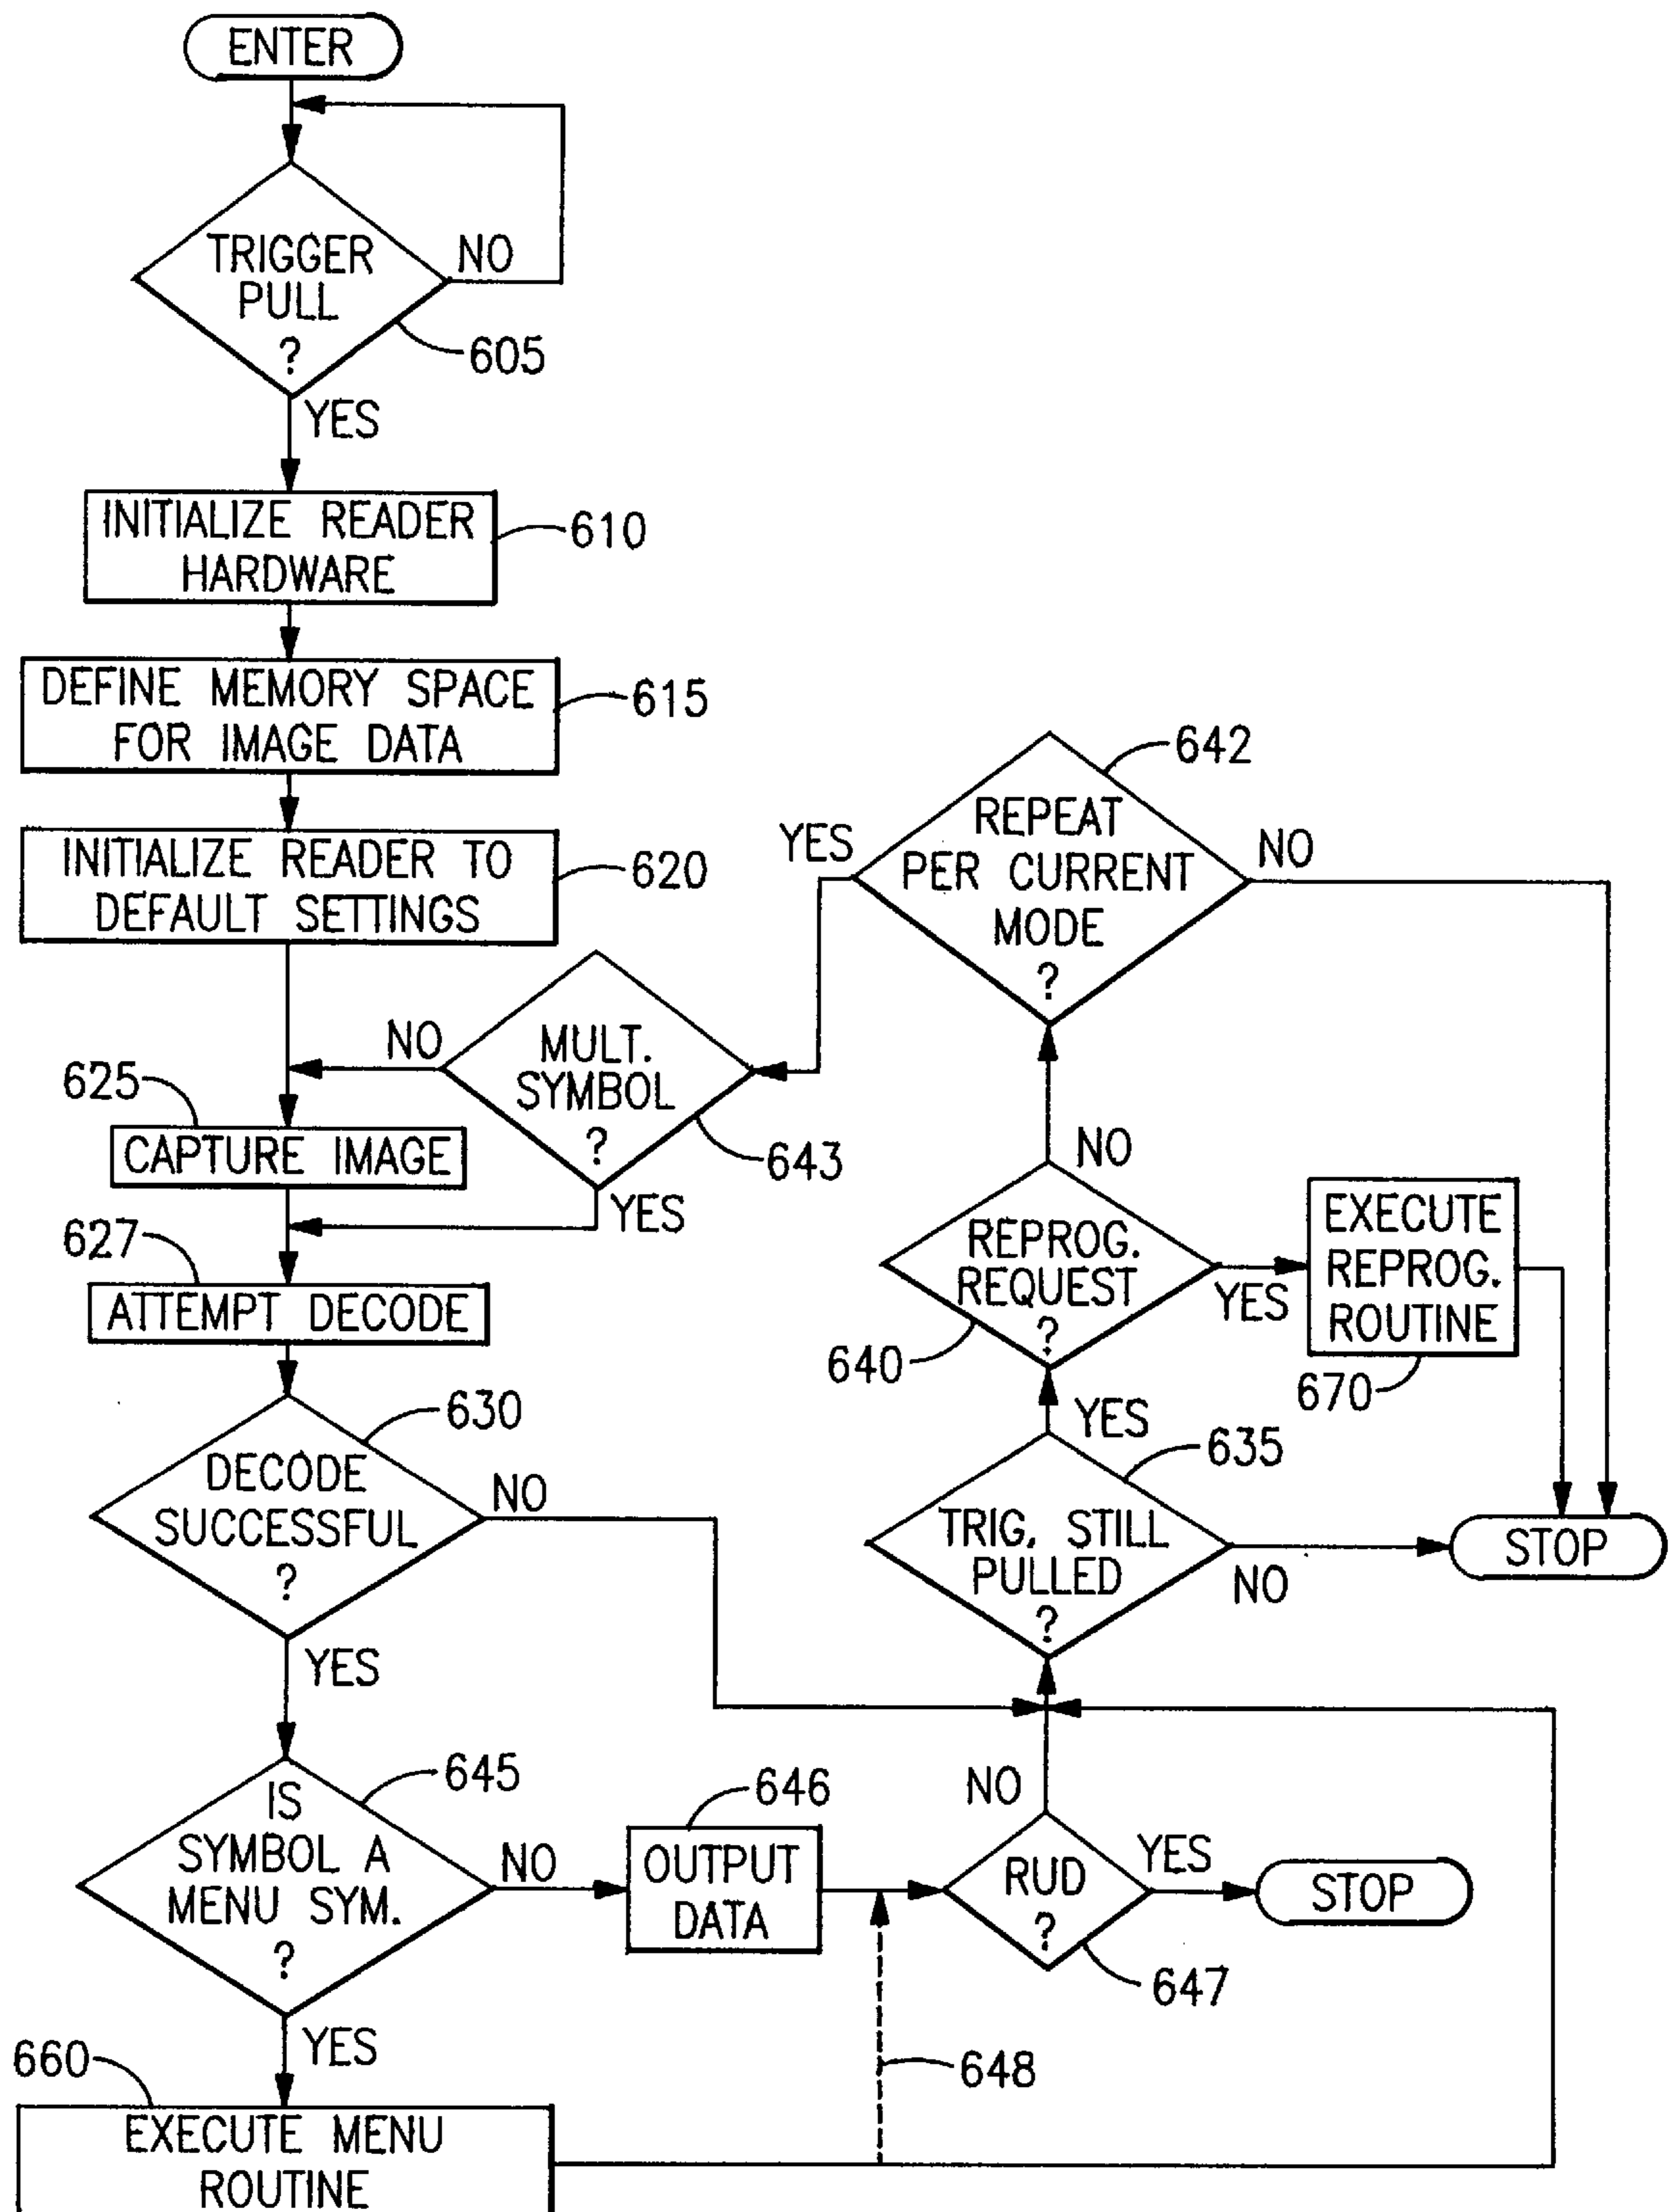 ENTER
TRIGGER
PULL
?
NO
605
YES
INITIALIZE READER
HARDWARE
610
DEFINE MEMORY SPACE
FOR IMAGE DATA
615
INITIALIZE READER TO
DEFAULT SETTINGS
620
642
REPEAT
PER CURRENT
MODE
?
YES
NO
MULT.
SYMBOL
?
NO
643
YES
625
CAPTURE IMAGE
627
ATTEMPT DECODE
NO
REPROG.
REQUEST
?
640
YES
EXECUTE
REPROG.
ROUTINE
670
630
DECODE
SUCCESSFUL
?
NO
YES
YES
635
TRIG. STILL
PULLED
?
NO
STOP
645
IS
SYMBOL A
MENU SYM.
?
NO
646
OUTPUT
DATA
NO
RUD
?
YES
STOP
647
648
YES
660
EXECUTE MENU
ROUTINE